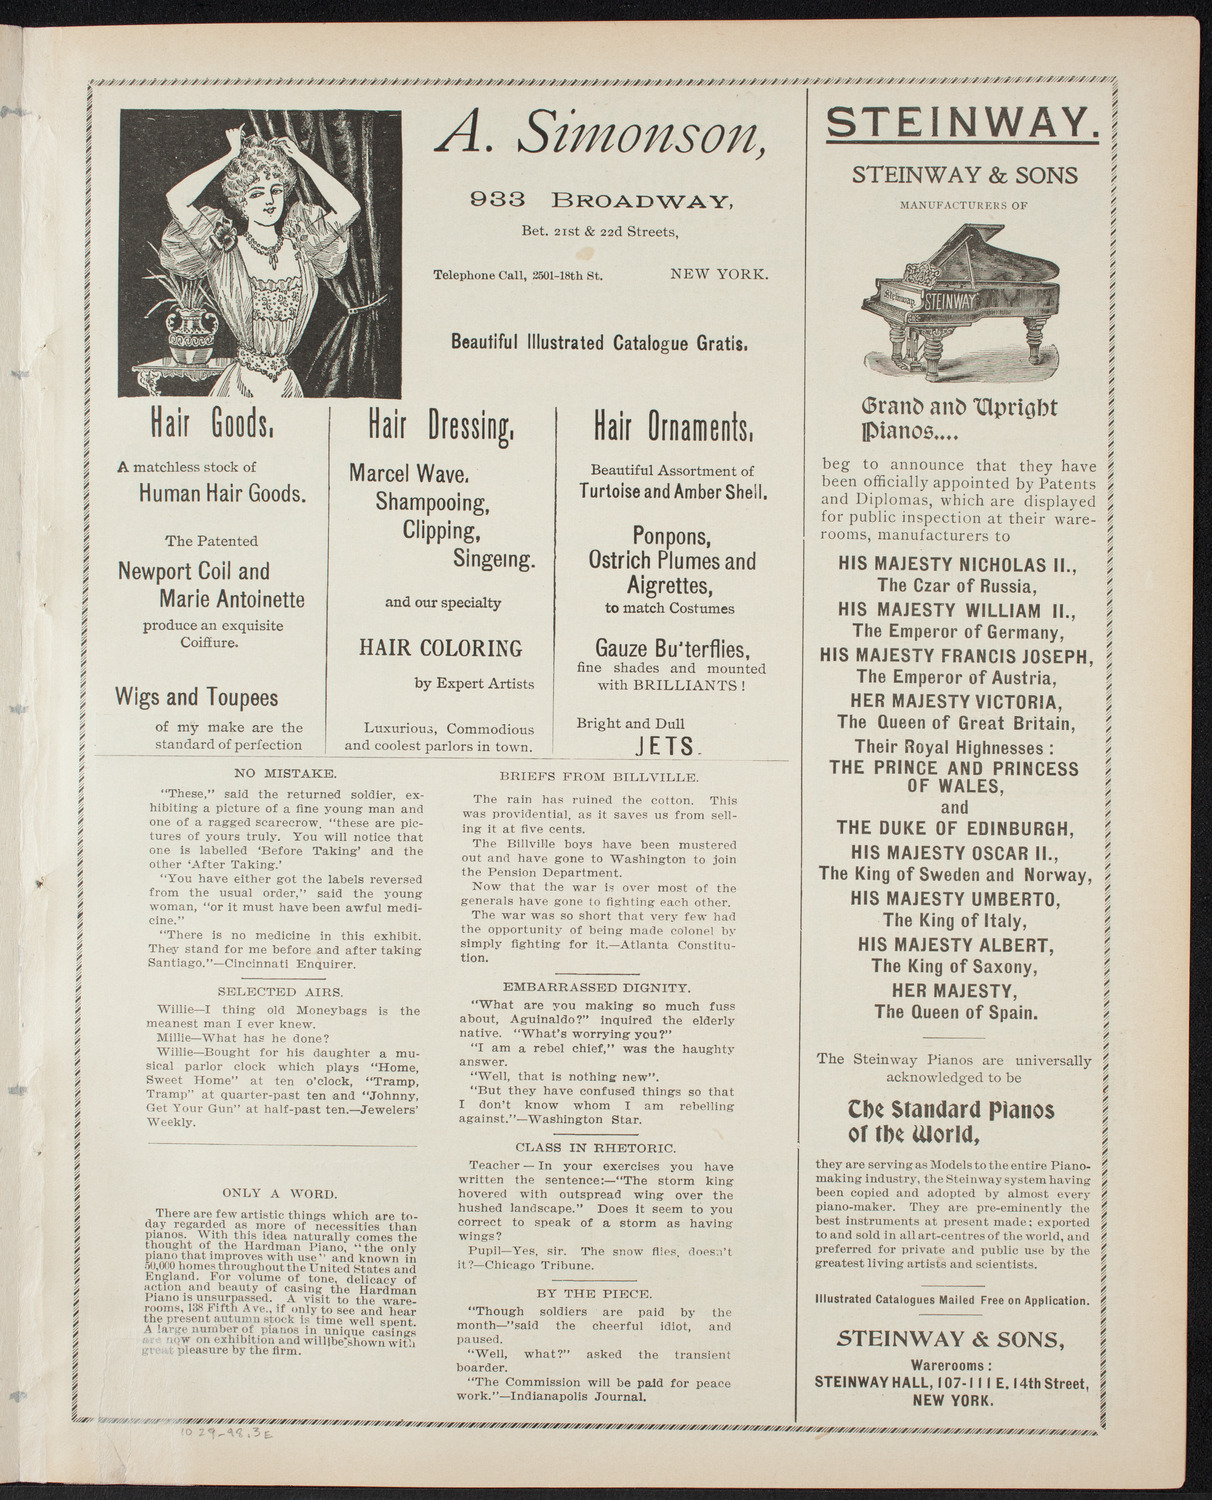 A. Simonson,
933 BROADWAY,
Bet. 21st & 22d Streets,
Telephone Call, 2501-18th St. NEW YORK.
Beautiful Illustrated Catalogue Gratis.
Hair Goods.
A matchless stock of
Human Hair Goods.
The Patented
Newport Coil and
Marie Antoinette
produce an exquisite
Coiffure.
Wigs and Toupees
of my make are the
standard of perfection
Hair Dressing,
Marcel Wave.
Shampooing,
Clipping,
Singeing.
and our specialty
HAIR COLORING
by Expert Artists
Luxurious, Commodious
and coolest parlors in town.
Hair Ornaments.
Beautiful Assortment of
Turtoise and Amber Shell.
Ponpons,
Ostrich Plumes and
Aigrettes,
to match Costumes
Gauze Bu'terflies,
fine shades and mounted
with BRILLIANTS !
Bright and Dull
JETS.
NO MISTAKE.
"These," said the returned soldier, ex-
hibiting a picture of a fine young man and
one of a ragged scarecrow, "these are pic-
tures of yours truly. You will notice that
one is labelled 'Before Taking' and the
other 'After Taking.'
"You have either got the labels reversed
from the usual order," said the young
woman, "or it must have been awful medi-
cine."
"There is no medicine in this exhibit.
They stand for me before and after taking
Santiago."—Cincinnati Enquirer.
SELECTED AIRS.
Willie—I thing old Moneybags is the
meanest man I ever knew.
Millie—What has he done?
Willie—Bought for his daughter a mu-
sical parlor clock which plays "Home,
Sweet Home" at ten o'clock, "Tramp,
Tramp" at quarter-past ten and "Johnny,
Get Your Gun" at half-past ten.—Jewelers'
Weekly.
ONLY A WORD.
There are few artistic things which are to-
day regarded as more of necessities than
pianos. With this idea naturally comes the
thought of the Hardman Piano, "the only
piano that improves with use" and known in
50,000 homes throughout the United States and
England. For volume of tone, delicacy of
action and beauty of casing the Hardman
Piano is unsurpassed. A visit to the ware-
rooms, 138 Fifth Ave., if only to see and hear
the present autumn stock is time well spent.
A large number of pianos in unique casings
are now on exhibition and will be shown with
great pleasure by the firm.
BRIEFS FROM BILLVILLE.
The rain has ruined the cotton. This
was providential, as it saves us from sell-
ing it at five cents.
The Billville boys have been mustered
out and have gone to Washington to join
the Pension Department.
Now that the war is over most of the
generals have gone to fighting each other.
The war was so short that very few had
the opportunity of being made colonel by
simply fighting for it.—Atlanta Constitu-
tion.
EMBARRASSED DIGNITY.
"What are you making so much fuss
about, Aguinaldo?" inquired the elderly
native. "What's worrying you?"
"I am a rebel chief," was the haughty
answer.
"Well, that is nothing new".
"But they have confused things so that
I don't know whom I am rebelling
against."—Washington Star.
CLASS IN RHETORIC.
Teacher—In your exercises you have
written the sentence:—"The storm king
hovered with outspread wing over the
hushed landscape." Does it seem to you
correct to speak of a storm as having
wings?
Pupil—Yes, sir. The snow flies, doesn't
it?—Chicago Tribune.
BY THE PIECE.
"Though soldiers are paid by the
month—"said the cheerful idiot, and
paused.
"Well, what?" asked the transient
boarder.
"The Commission will be paid for peace
work."—Indianapolis Journal.
STEINWAY.
STEINWAY & SONS
MANUFACTURERS OF
Steinway STEINWAY
Grand and Upright
Pianos....
beg to announce that they have
been officially appointed by Patents
and Diplomas, which are displayed
for public inspection at their ware-
rooms, manufacturers to
HIS MAJESTY NICHOLAS II.,
The Czar of Russia,
HIS MAJESTY WILLIAM II.,
The Emperor of Germany,
HIS MAJESTY FRANCIS JOSEPH,
The Emperor of Austria,
HER MAJESTY VICTORIA,
The Queen of Great Britain,
Their Royal Highnesses :
THE PRINCE AND PRINCESS
OF WALES,
and
THE DUKE OF EDINBURGH,
HIS MAJESTY OSCAR II.,
The King of Sweden and Norway,
HIS MAJESTY UMBERTO,
The King of Italy,
HIS MAJESTY ALBERT,
The King of Saxony,
HER MAJESTY,
The Queen of Spain.
The Steinway Pianos are universally
acknowledged to be
The Standard Pianos
of the World,
they are serving as Models to the entire Piano-
making industry, the Steinway system having
been copied and adopted by almost every
piano-maker. They are pre-eminently the
best instruments at present made; exported
to and sold in all art-centres of the world, and
preferred for private and public use by the
greatest living artists and scientists.
Illustrated Catalogues Mailed Free on Application.
STEINWAY & SONS,
Warerooms :
STEINWAY HALL, 107-111 E. 14th Street,
NEW YORK.
10 29-98.3E